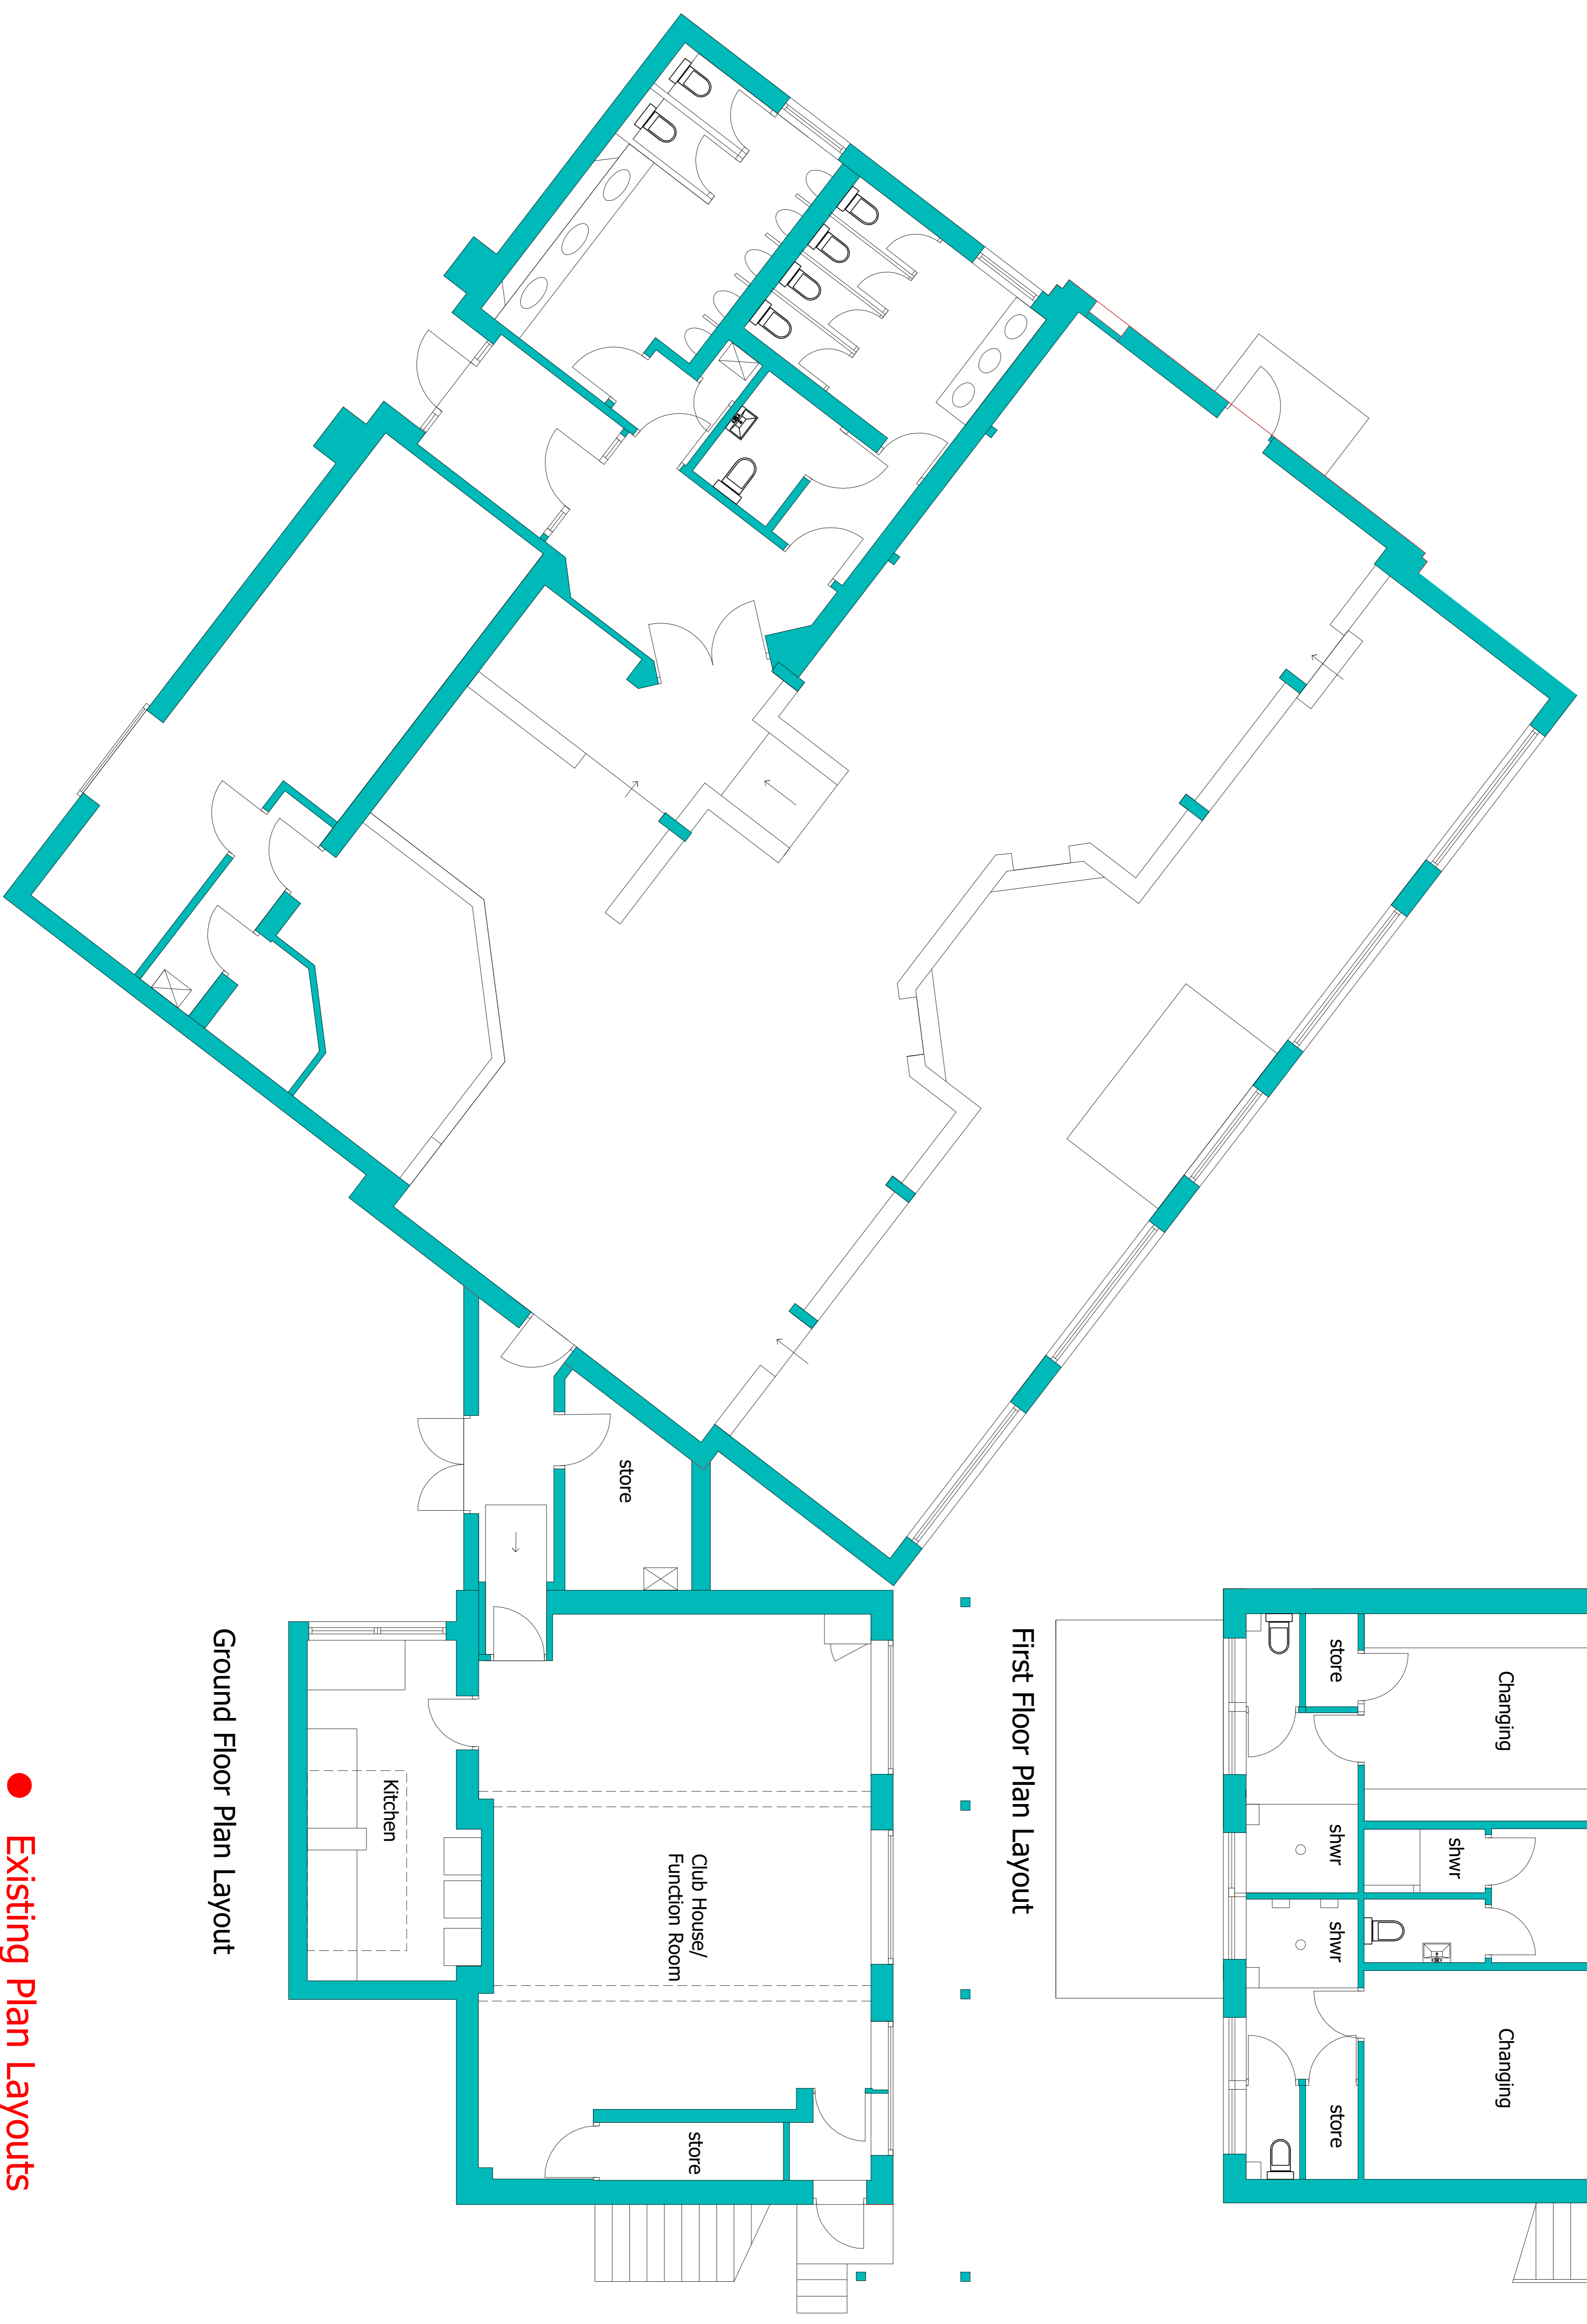 Changing
Changing
shwr
store
shwr
shwr
store
First Floor Plan Layout
store
Club House/
Function Room
store
Kitchen
Ground Floor Plan Layout
● Existing Plan Layouts